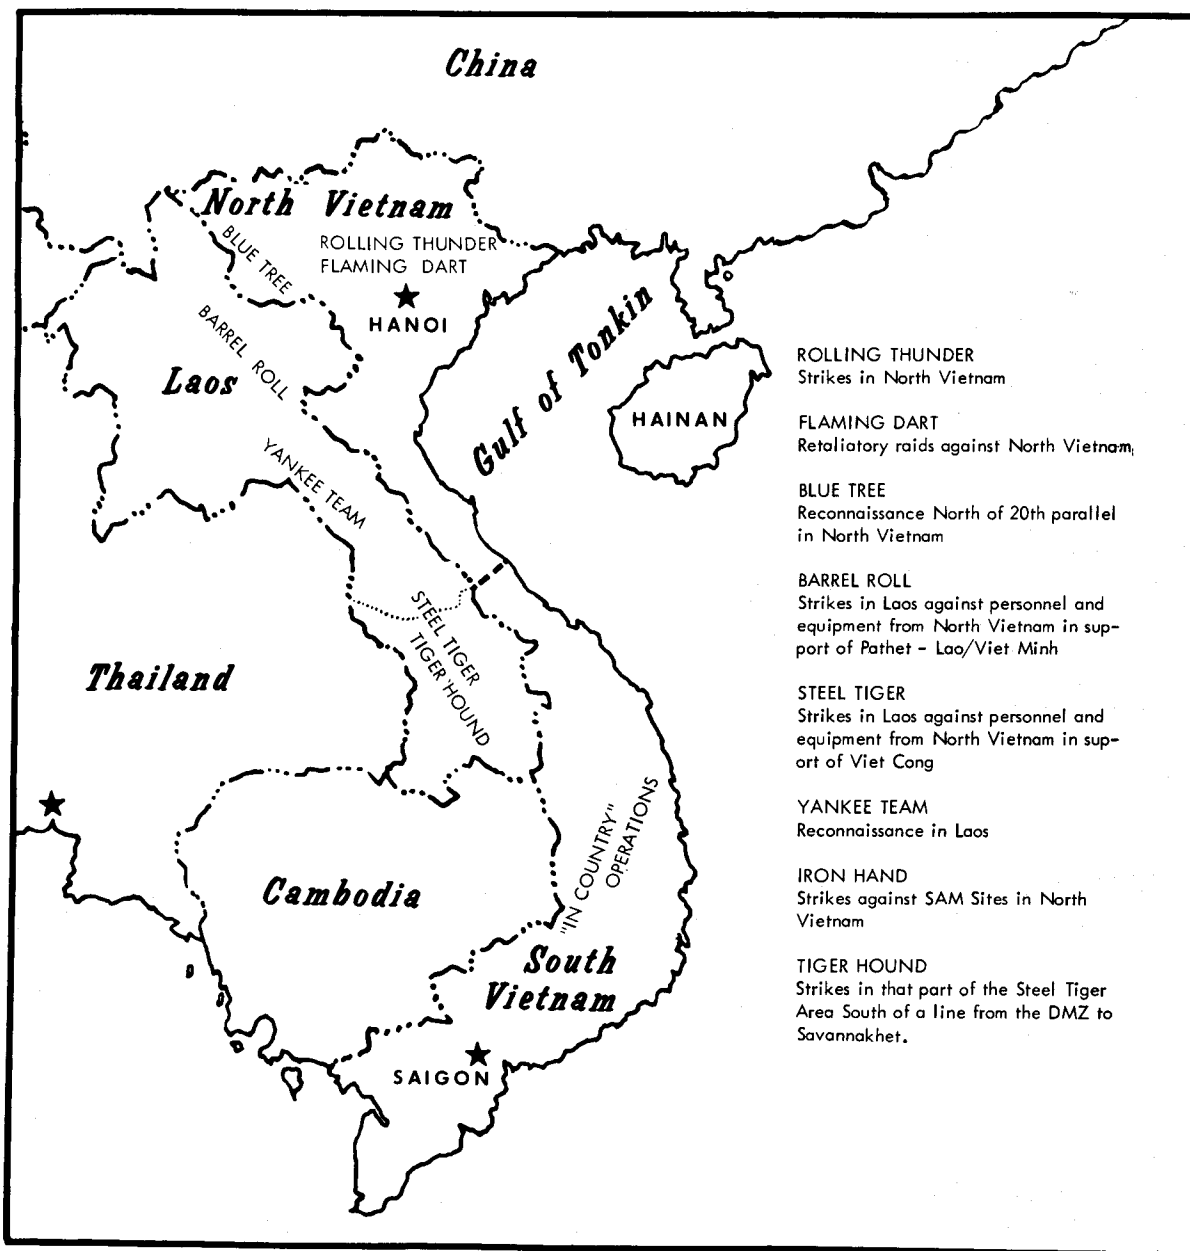 China
North Vietnam
BLUE TREE
ROLLING THUNDER
FLAMING DART
HANOI
BARREL ROLL
Laos
Gulf of Tonkin
HAINAN
YANKEE TEAM
STEEL TIGER
TIGER HOUND
Thailand
"IN COUNTRY"
OPERATIONS
Cambodia
South
Vietnam
SAIGON
ROLLING THUNDER
Strikes in North Vietnam
FLAMING DART
Retaliatory raids against North Vietnam
BLUE TREE
Reconnaissance North of 20th parallel
in North Vietnam
BARREL ROLL
Strikes in Laos against personnel and
equipment from North Vietnam in sup-
port of Pathet - Lao/Viet Minh
STEEL TIGER
Strikes in Laos against personnel and
equipment from North Vietnam in sup-
ort of Viet Cong
YANKEE TEAM
Reconnaissance in Laos
IRON HAND
Strikes against SAM Sites in North
Vietnam
TIGER HOUND
Strikes in that part of the Steel Tiger
Area South of a line from the DMZ to
Savannakhet.